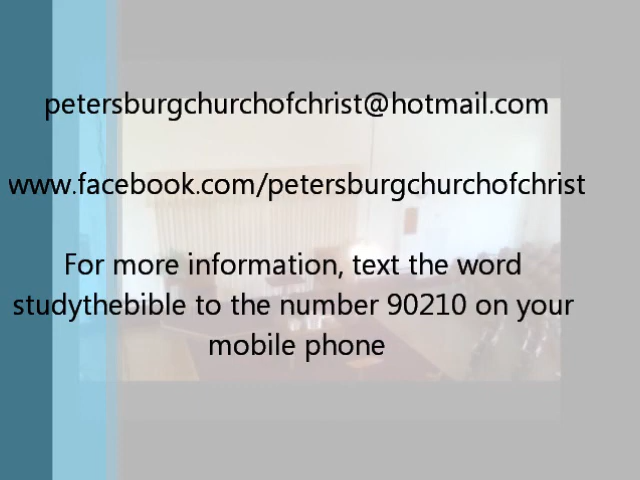 petersburgchurchofchrist@hotmail.com
www.facebook.com/petersburgchurchofchrist
For more information, text the word
studythebible to the number 90210 on your
mobile phone